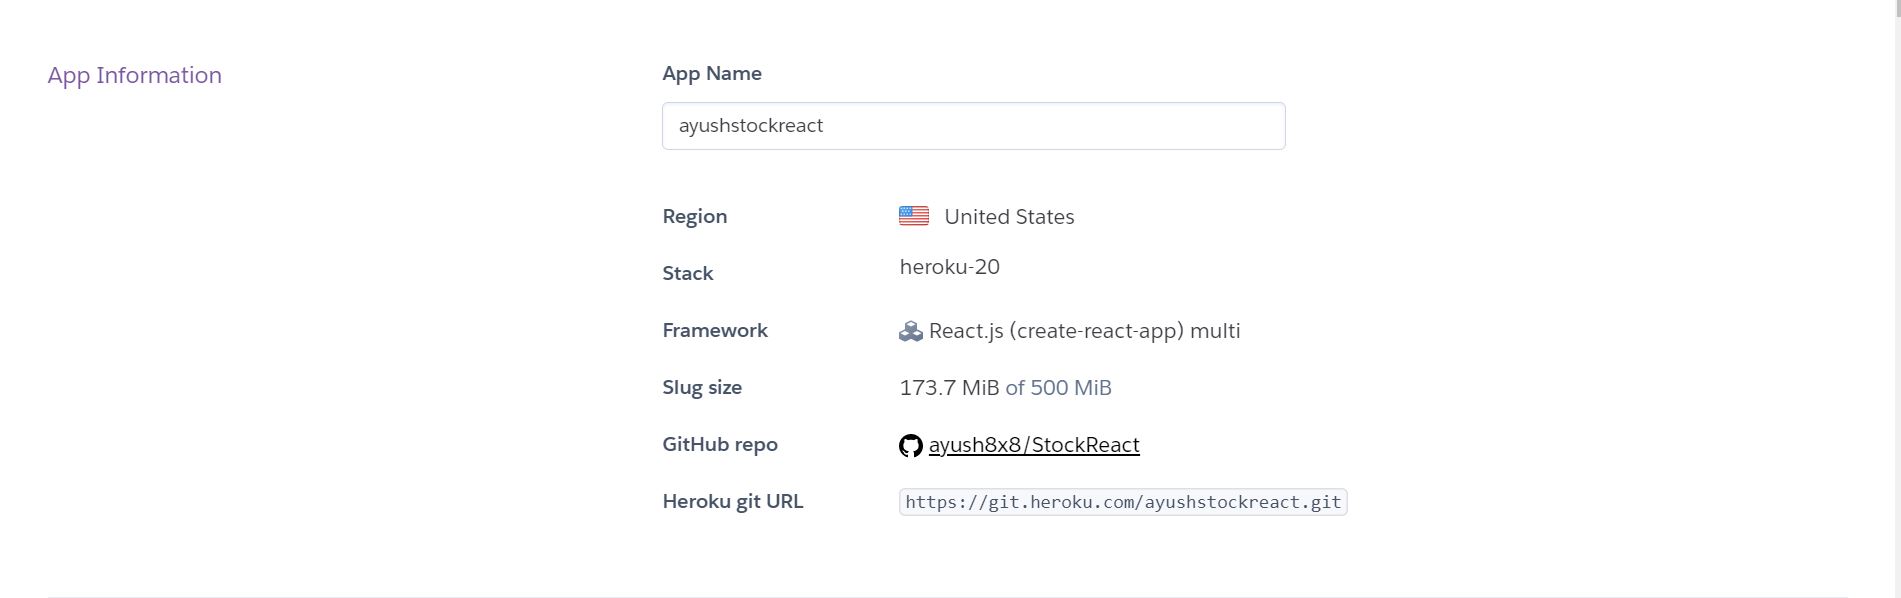 App Information
App Name
ayushstockreact
Region United States
Stack heroku-20
Framework React.js (create-react-app) multi
Slug size 173.7 MiB of 500 MiB
GitHub repo ayush8x8/StockReact
Heroku git URL https://git.heroku.com/ayushstockreact.git